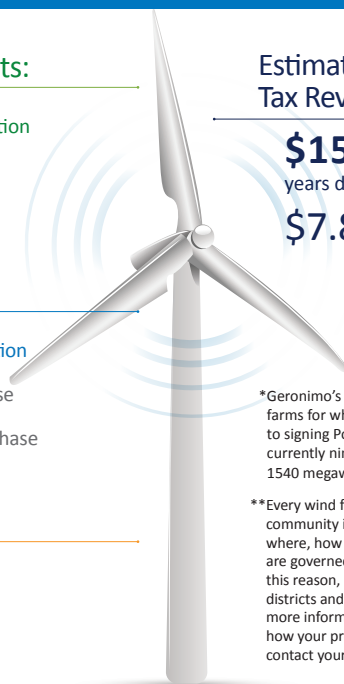 ts:
tion
tion
se
hase
Estimat
Tax Rev
$15
years d
$7.8
*Geronimo's
farms for wh
to signing Po
currently nin
1540 megaw
**Every wind f
community i
where, how
are governe
this reason,
districts and
more inform
how your pr
contact your